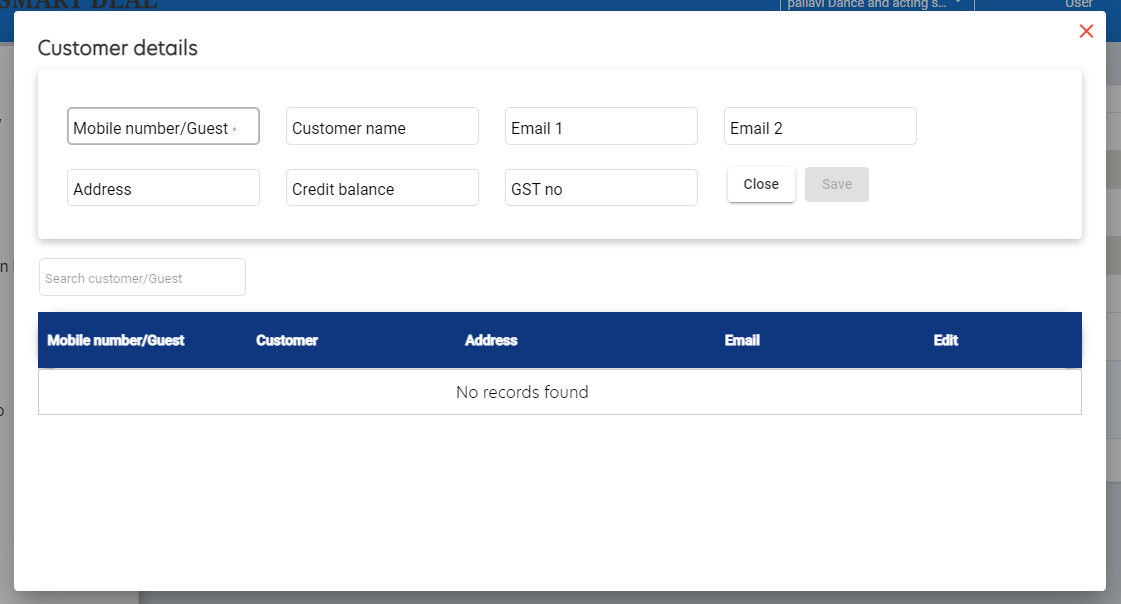 SMART DEAL
pallavi Dance and acting s...
User
Customer details
Mobile number/Guest *
Customer name
Email 1
Email 2
Address
Credit balance
GST no
Close
Save
Search customer/Guest
Mobile number/Guest Customer Address Email Edit
No records found